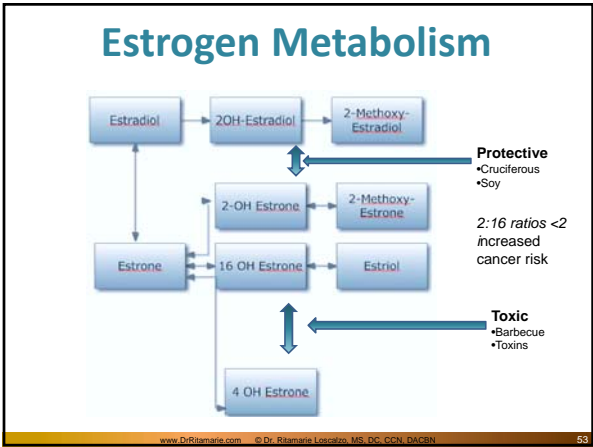 Estrogen Metabolism
Estradiol
2OH-Estradiol
2-Methoxy-
Estradiol
Protective
•Cruciferous
•Soy
2-OH Estrone
2-Methoxy-
Estrone
2:16 ratios <2
increased
cancer risk
Estrone
16 OH Estrone
Estriol
Toxic
•Barbecue
•Toxins
4 OH Estrone
www.DrRitamarie.com © Dr. Ritamarie Loscalzo, MS, DC, CCN, DACBN
53